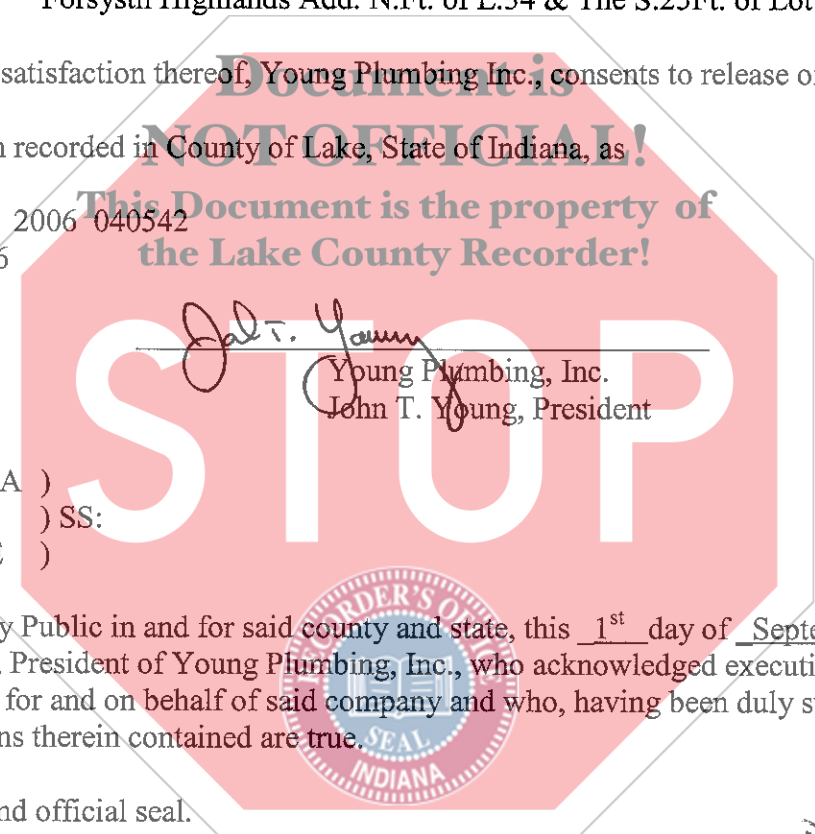 Forsysth Highlands Add. N.Ft. of L.34 & The S.25Ft. of Lot
satisfaction thereof, Young Plumbing Inc., consents to release o
Document is
NOT OFFICIAL!
recorded in County of Lake, State of Indiana, as
This Document is the property of
2006 040542
the Lake County Recorder!
6
STOP
John T. Young
Young Plumbing, Inc.
John T. Young, President
A )
) SS:
E )
y Public in and for said county and state, this 1st day of Septe
, President of Young Plumbing, Inc., who acknowledged executi
for and on behalf of said company and who, having been duly s
ns therein contained are true.
RECORDER'S OFFICE
SEAL
INDIANA
nd official seal.